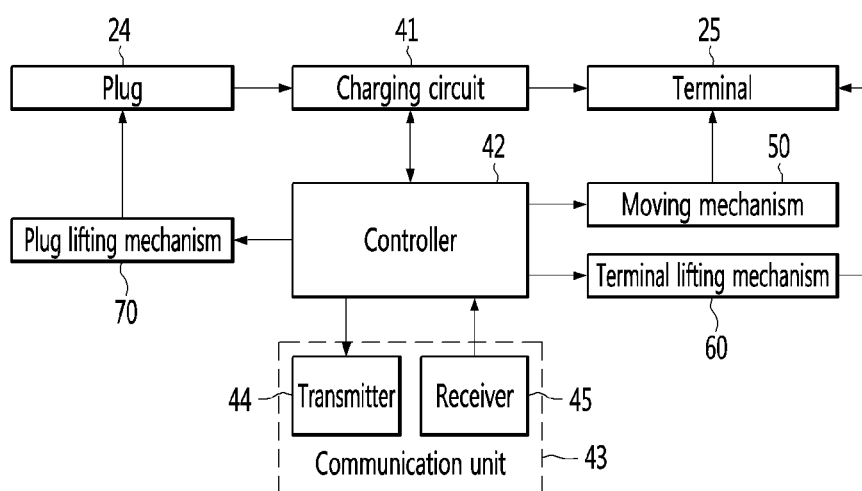 24
41
25
Plug
Charging circuit
Terminal
42
50
Controller
Moving mechanism
Plug lifting mechanism
Terminal lifting mechanism
70
60
44
Transmitter
Receiver
45
Communication unit
43